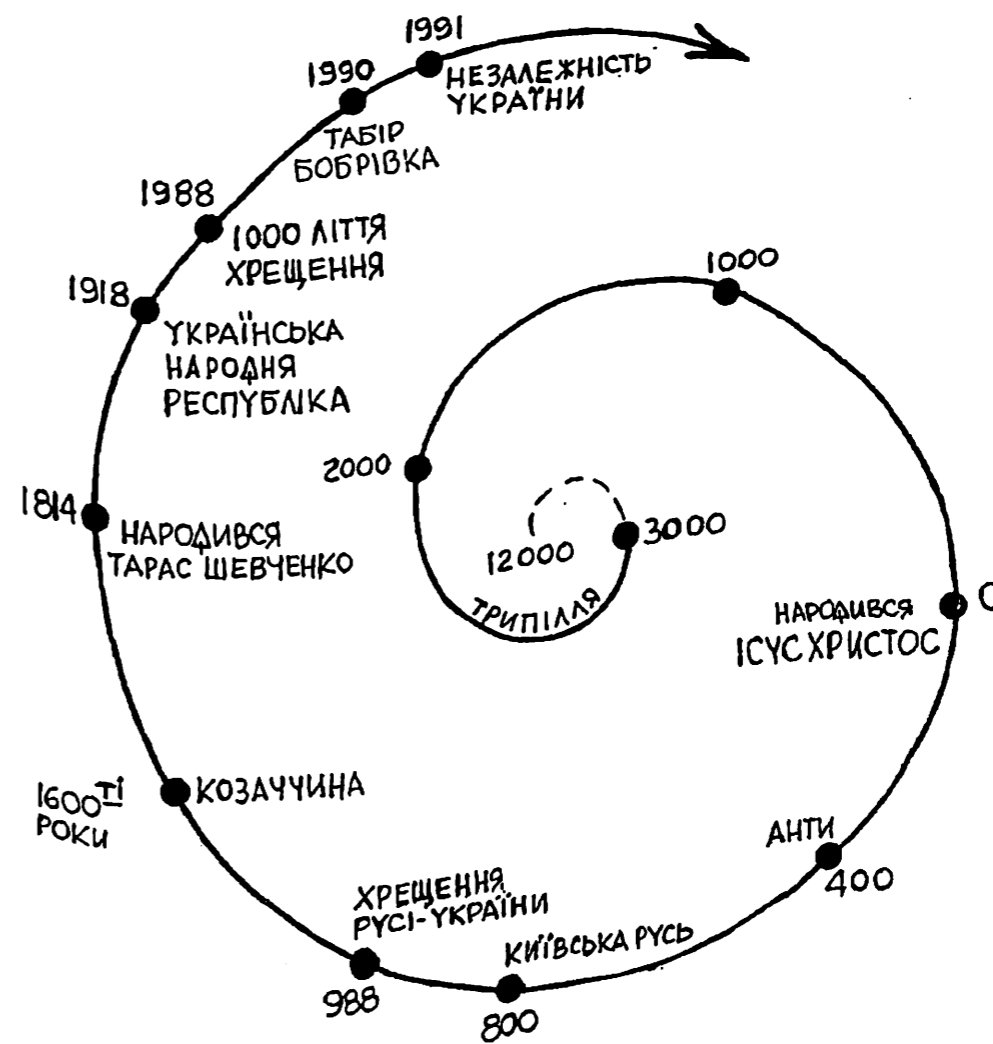 1991
НЕЗАЛЕЖНІСТЬ
УКРАЇНИ
1990
ТАБІР
БОБРІВКА
1988
1000 ЛІТТЯ
ХРЕЩЕННЯ
1918
УКРАЇНСЬКА
НАРОДНЯ
РЕСПУБЛІКА
1814
НАРОДИВСЯ
ТАРАС ШЕВЧЕНКО
1600ТІ
РОКИ
КОЗАЧЧИНА
ХРЕЩЕННЯ
РУСІ-УКРАЇНИ
988
КИЇВСЬКА РУСЬ
800
АНТИ
400
НАРОДИВСЯ
ІСУС ХРИСТОС
1000
2000
ТРИПІЛЛЯ
3000
12000